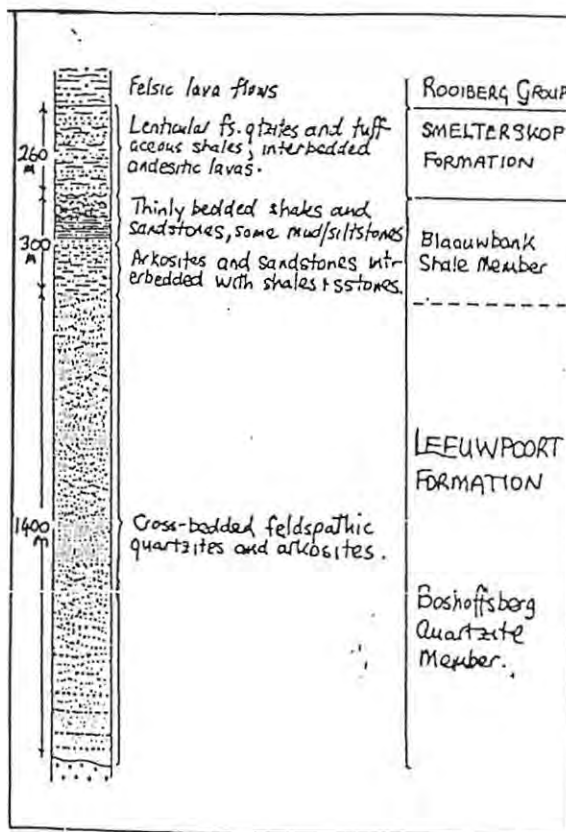 Felsic lava flows
ROOIBERG GROUP
260
m
Lenticular fs. qtzites and tuff-
aceous shales; interbedded
andesitic lavas.
SMELTERSKOP
FORMATION
300
m
Thinly bedded shales and
sandstones, some mud/siltstones
Arkosites and sandstones intr-
erbedded with shales + sstones.
Blaauwbank
Shale Member
LEEUWPOORT
FORMATION
1400
m
Cross-bedded feldspathic
quartzites and arkosites.
Boshoffsberg
Quartzite
Member.